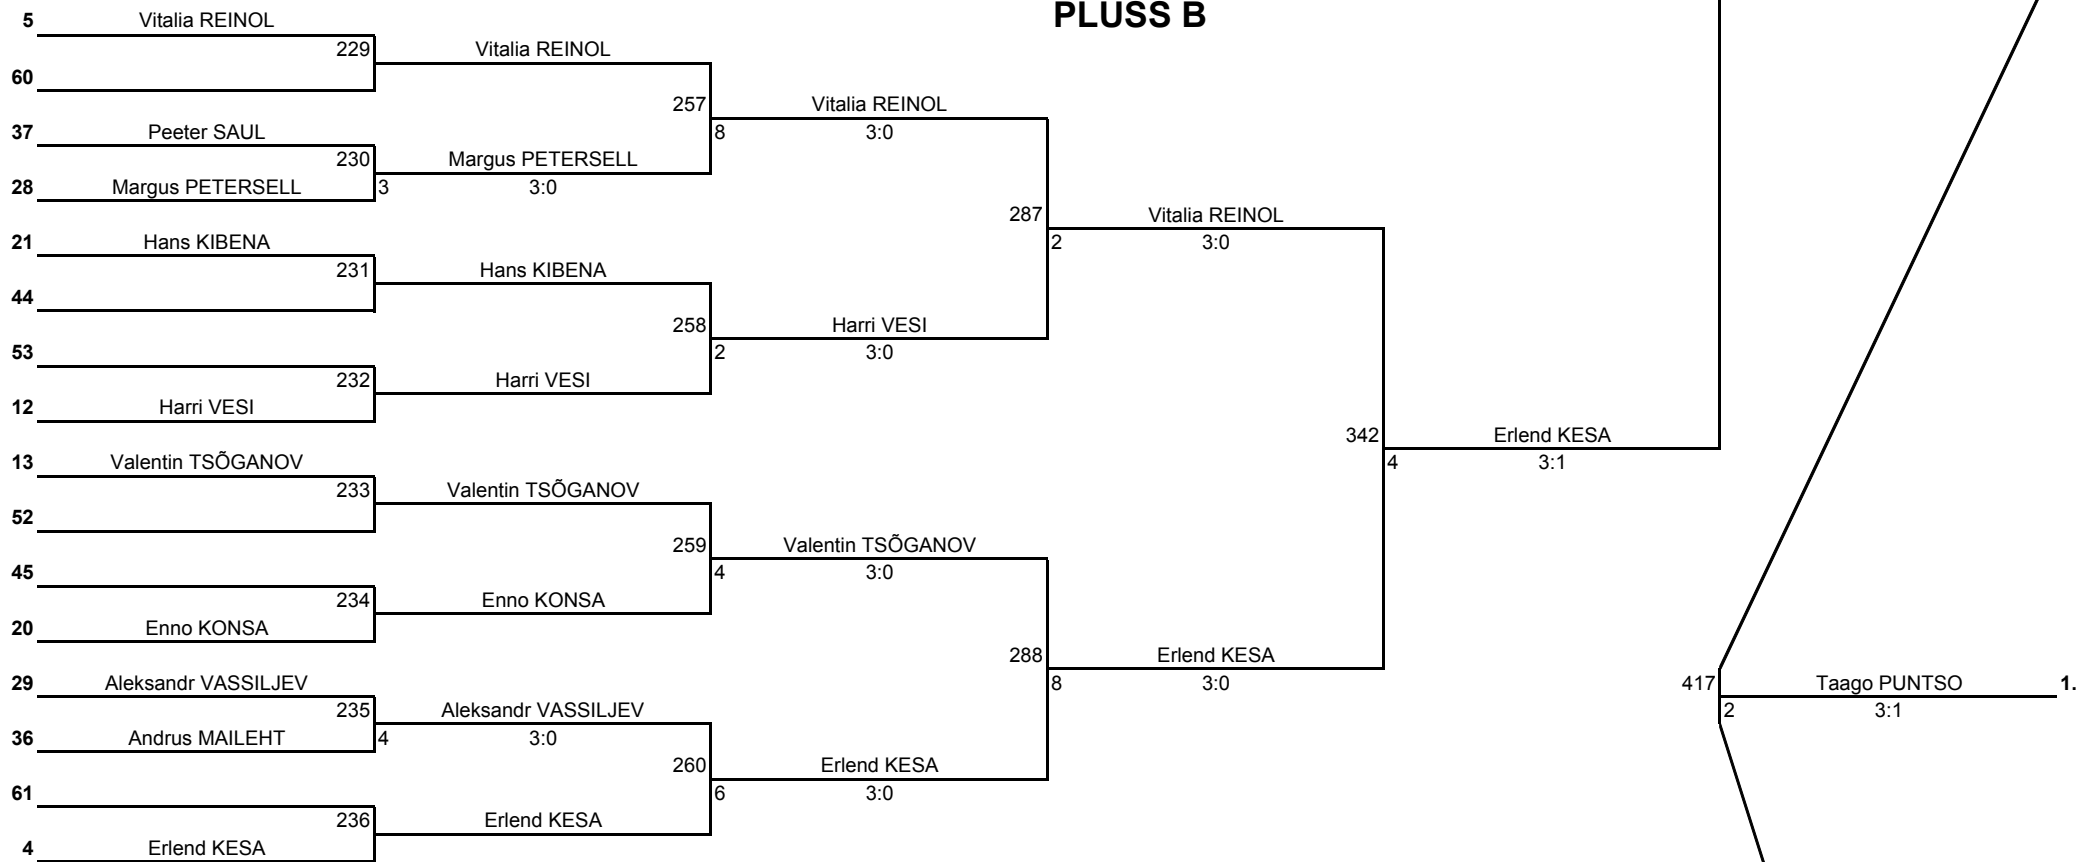 PLUSS B
5 Vitalia REINOL
229 Vitalia REINOL
60
257 Vitalia REINOL
37 Peeter SAUL
8 3:0
230 Margus PETERSELL
28 Margus PETERSELL 3 3:0
287 Vitalia REINOL
21 Hans KIBENA
2 3:0
231 Hans KIBENA
44
258 Harri VESI
53
2 3:0
232 Harri VESI
12 Harri VESI
342 Erlend KESA
13 Valentin TSÕGANOV
4 3:1
233 Valentin TSÕGANOV
52
259 Valentin TSÕGANOV
45
4 3:0
234 Enno KONSA
20 Enno KONSA
288 Erlend KESA
29 Aleksandr VASSILJEV
8 3:0
417 Taago PUNTSO 1.
235 Aleksandr VASSILJEV
2 3:1
36 Andrus MAILEHT 4 3:0
260 Erlend KESA
61
6 3:0
236 Erlend KESA
4 Erlend KESA